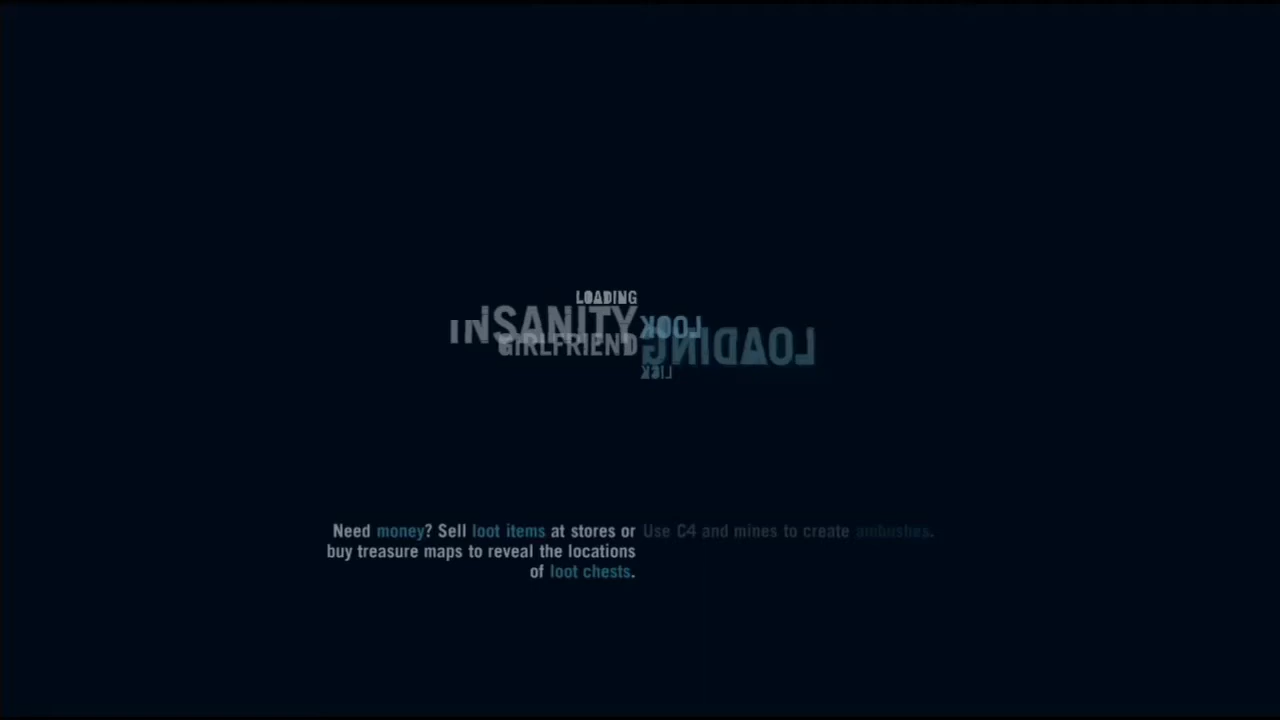 LOADING
INSANITY
GIRLFRIEND
LOOK
LOADING
LICK
Need money? Sell loot items at stores or
buy treasure maps to reveal the locations
of loot chests.
Use C4 and mines to create ambushes.